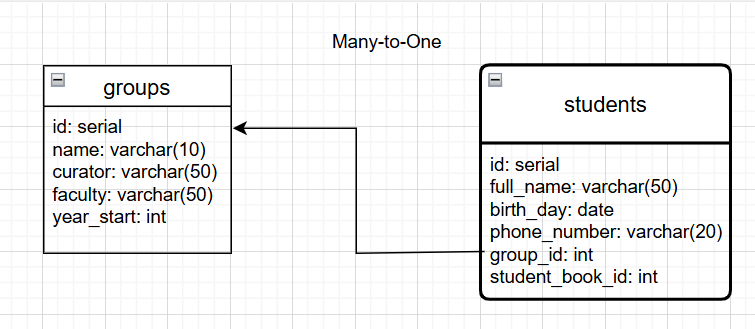 Many-to-One
groups
id: serial
name: varchar(10)
curator: varchar(50)
faculty: varchar(50)
year_start: int
students
id: serial
full_name: varchar(50)
birth_day: date
phone_number: varchar(20)
group_id: int
student_book_id: int